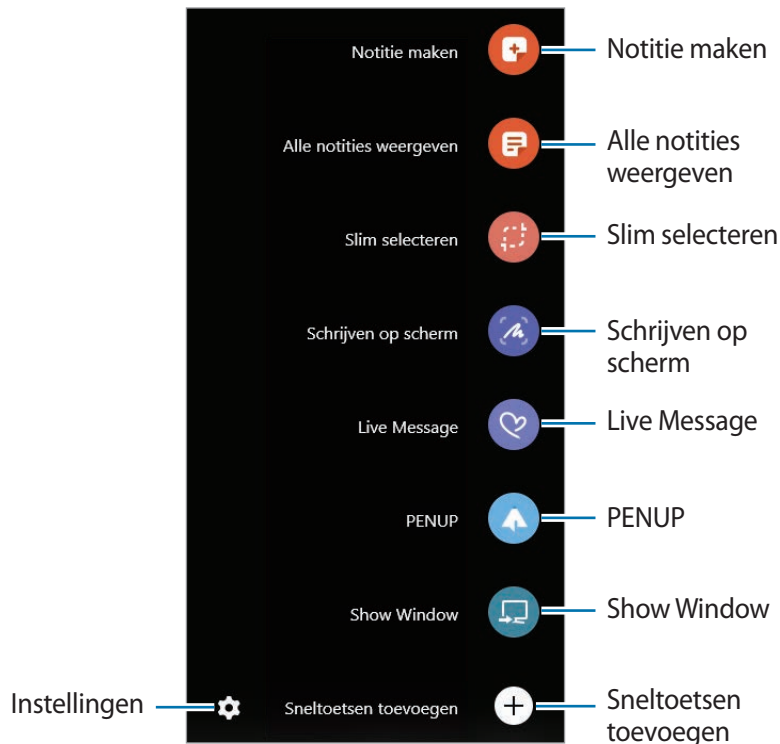 Notitie maken
Notitie maken
Alle notities weergeven
Alle notities
weergeven
Slim selecteren
Slim selecteren
Schrijven op scherm
Schrijven op
scherm
Live Message
Live Message
PENUP
PENUP
Show Window
Show Window
Instellingen
Sneltoetsen toevoegen
Sneltoetsen
toevoegen